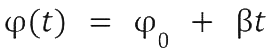 φ(t) = φ₀ + βt